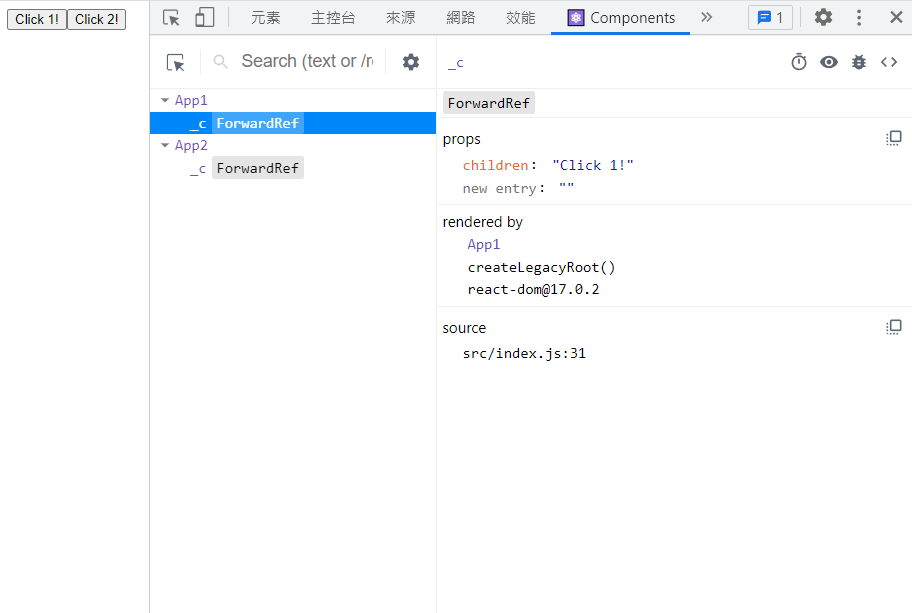 Click 1! Click 2!
元素 主控台 來源 網路 效能 Components » 1
Search (text or /re
App1
_c ForwardRef
App2
_c ForwardRef
_c
ForwardRef
props
children: "Click 1!"
new entry: ""
rendered by
App1
createLegacyRoot()
react-dom@17.0.2
source
src/index.js:31